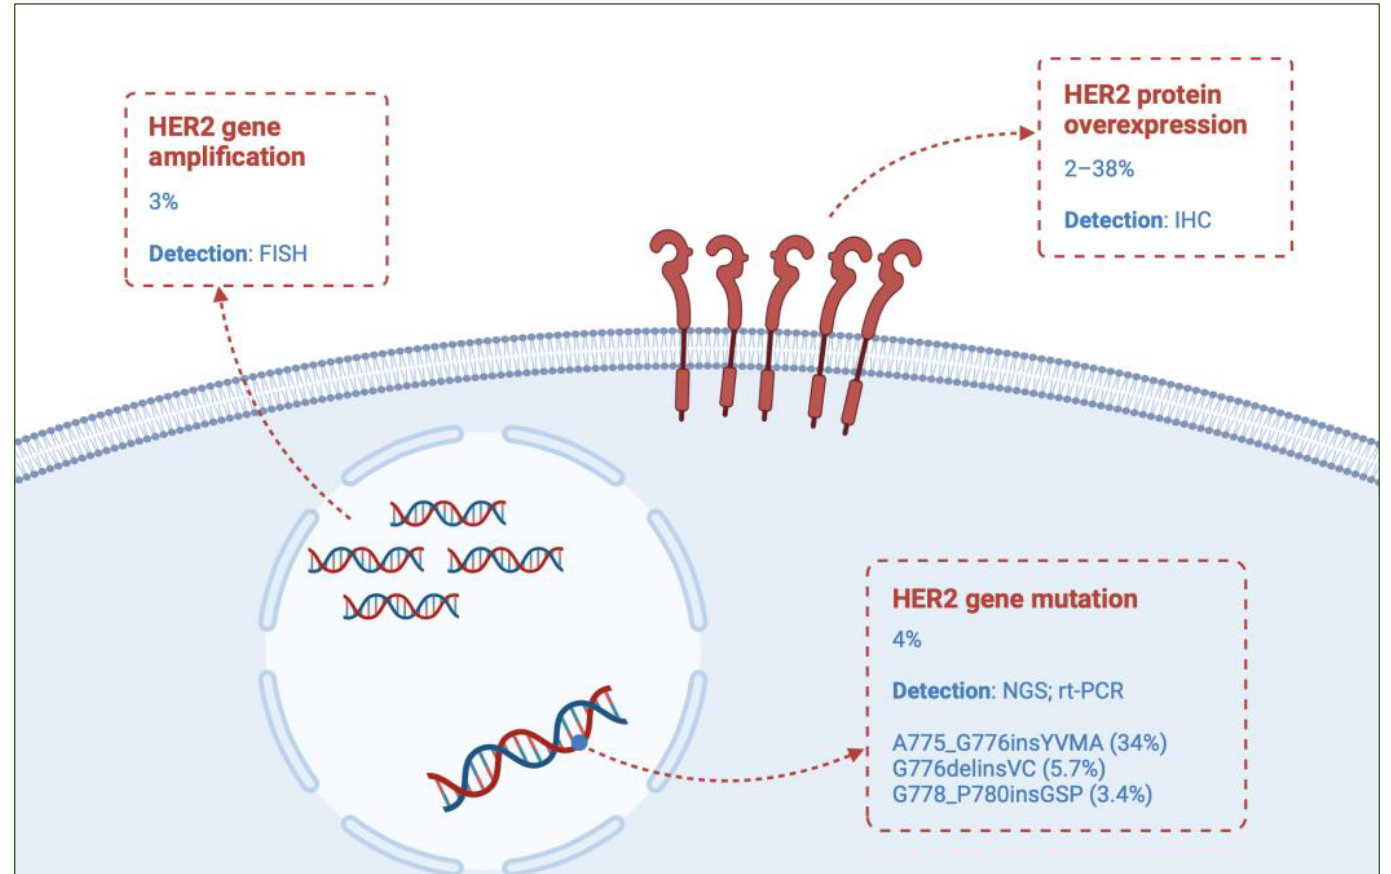 HER2 gene
amplification
3%
Detection: FISH
HER2 protein
overexpression
2–38%
Detection: IHC
HER2 gene mutation
4%
Detection: NGS; rt-PCR
A775_G776insYVMA (34%)
G776delinsVC (5.7%)
G778_P780insGSP (3.4%)